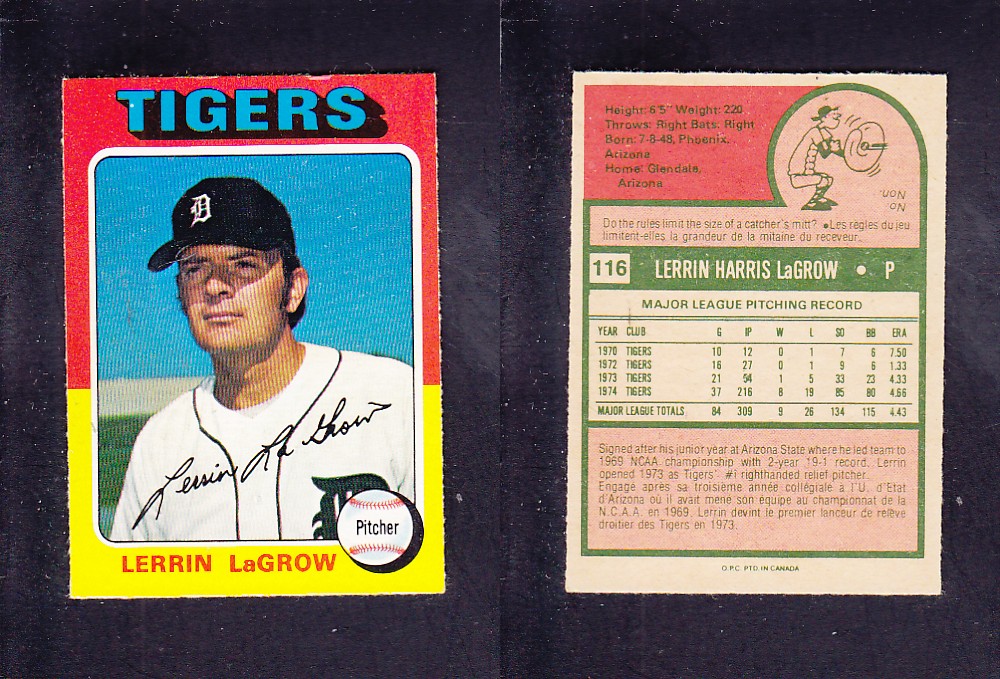 TIGERS
D
Lerrin La Grow
Pitcher
LERRIN LaGROW
Height: 6'5" Weight: 220
Throws: Right Bats: Right
Born: 7-8-48, Phoenix,
Arizona
Home: Glendale,
Arizona
NO
NON.
Do the rules limit the size of a catcher's mitt? •Les règles du jeu
limitent-elles la grandeur de la mitaine du receveur.
116 LERRIN HARRIS LaGROW • P
MAJOR LEAGUE PITCHING RECORD
YEAR CLUB G IP W L SO BB ERA
1970 TIGERS 10 12 0 1 7 6 7.50
1972 TIGERS 16 27 0 1 9 6 1.33
1973 TIGERS 21 54 1 5 33 23 4.33
1974 TIGERS 37 216 8 19 85 80 4.66
MAJOR LEAGUE TOTALS 84 309 9 26 134 115 4.43
Signed after his junior year at Arizona State where he led team to
1969 NCAA championship with 2-year 19-1 record. Lerrin
opened 1973 as Tigers' #1 righthanded relief pitcher.
Engage après sa troisième année collégiale à l'U. d'Etat
d'Arizona où il avait mené son équipe au championnat de la
N.C.A.A. en 1969. Lerrin devint le premier lanceur de relève
droitier des Tigers en 1973.
O.P.C. PTD. IN CANADA